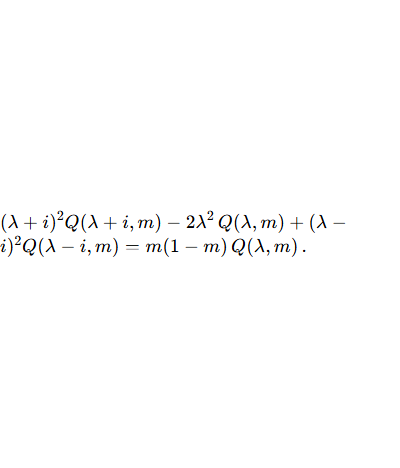 (λ + i)²Q(λ + i, m) − 2λ² Q(λ, m) + (λ −
i)²Q(λ − i, m) = m(1 − m) Q(λ, m) .